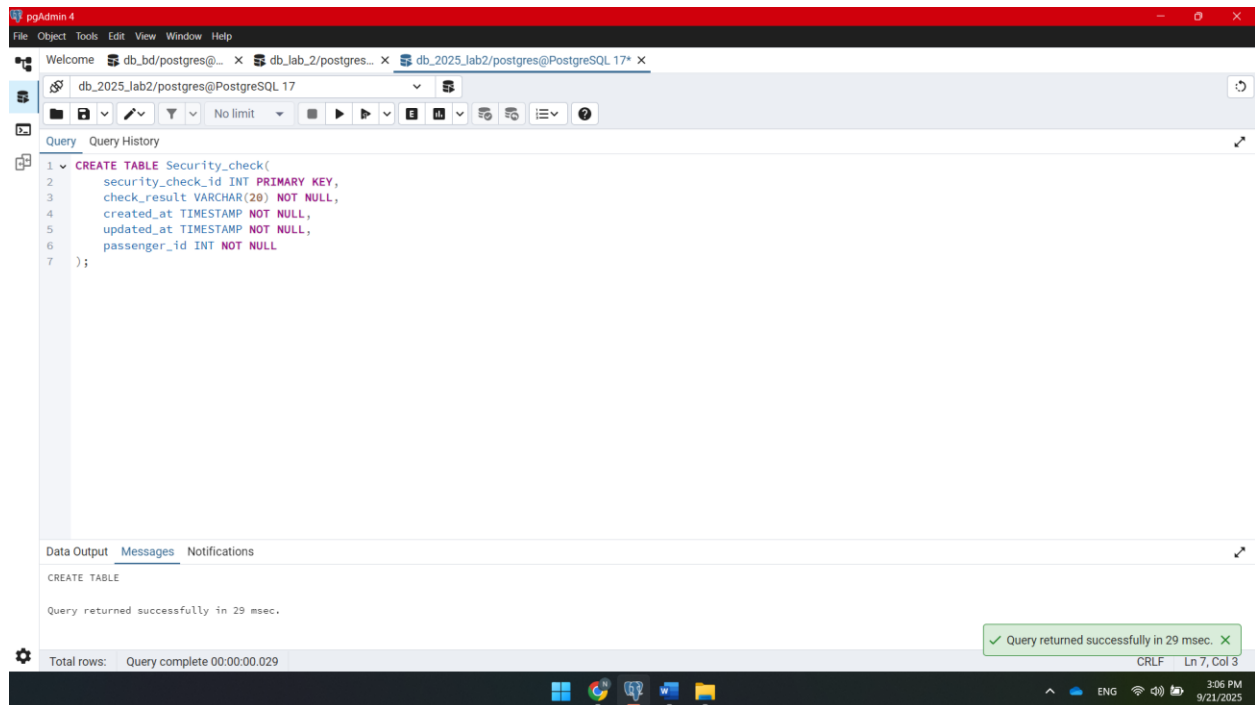 pgAdmin 4
File Object Tools Edit View Window Help
Welcome db_bd/postgres@... db_lab_2/postgres... db_2025_lab2/postgres@PostgreSQL 17*
db_2025_lab2/postgres@PostgreSQL 17
No limit
Query Query History
1 CREATE TABLE Security_check(
2 security_check_id INT PRIMARY KEY,
3 check_result VARCHAR(20) NOT NULL,
4 created_at TIMESTAMP NOT NULL,
5 updated_at TIMESTAMP NOT NULL,
6 passenger_id INT NOT NULL
7 );
Data Output Messages Notifications
CREATE TABLE
Query returned successfully in 29 msec.
Query returned successfully in 29 msec.
Total rows: Query complete 00:00:00.029 CRLF Ln 7, Col 3
ENG 3:06 PM
9/21/2025